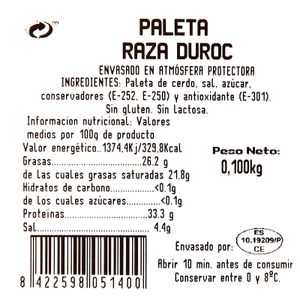 PALETA
RAZA DUROC
ENVASADO EN ATMÓSFERA PROTECTORA
INGREDIENTES: Paleta de cerdo, sal, azúcar,
conservadores (E-252, E-250) y antioxidante (E-301).
Sin gluten. Sin Lactosa.
Informacion nutricional: Valores
medios por 100g de producto
Valor energético..1374,4Kj/329,8Kcal
Grasas 26.2 g
de las cuales grasas saturadas 21.8g
Hidratos de carbono <0.1g
de los cuales azúcares <0.1g
Proteinas 33.3 g
Sal 4.4g
Peso Neto:
0,100kg
8422598051400
Envasado por:
ES
10.19209/P
CE
Abrir 10 min. antes de consumir
Conservar entre 0 y 8ºC.